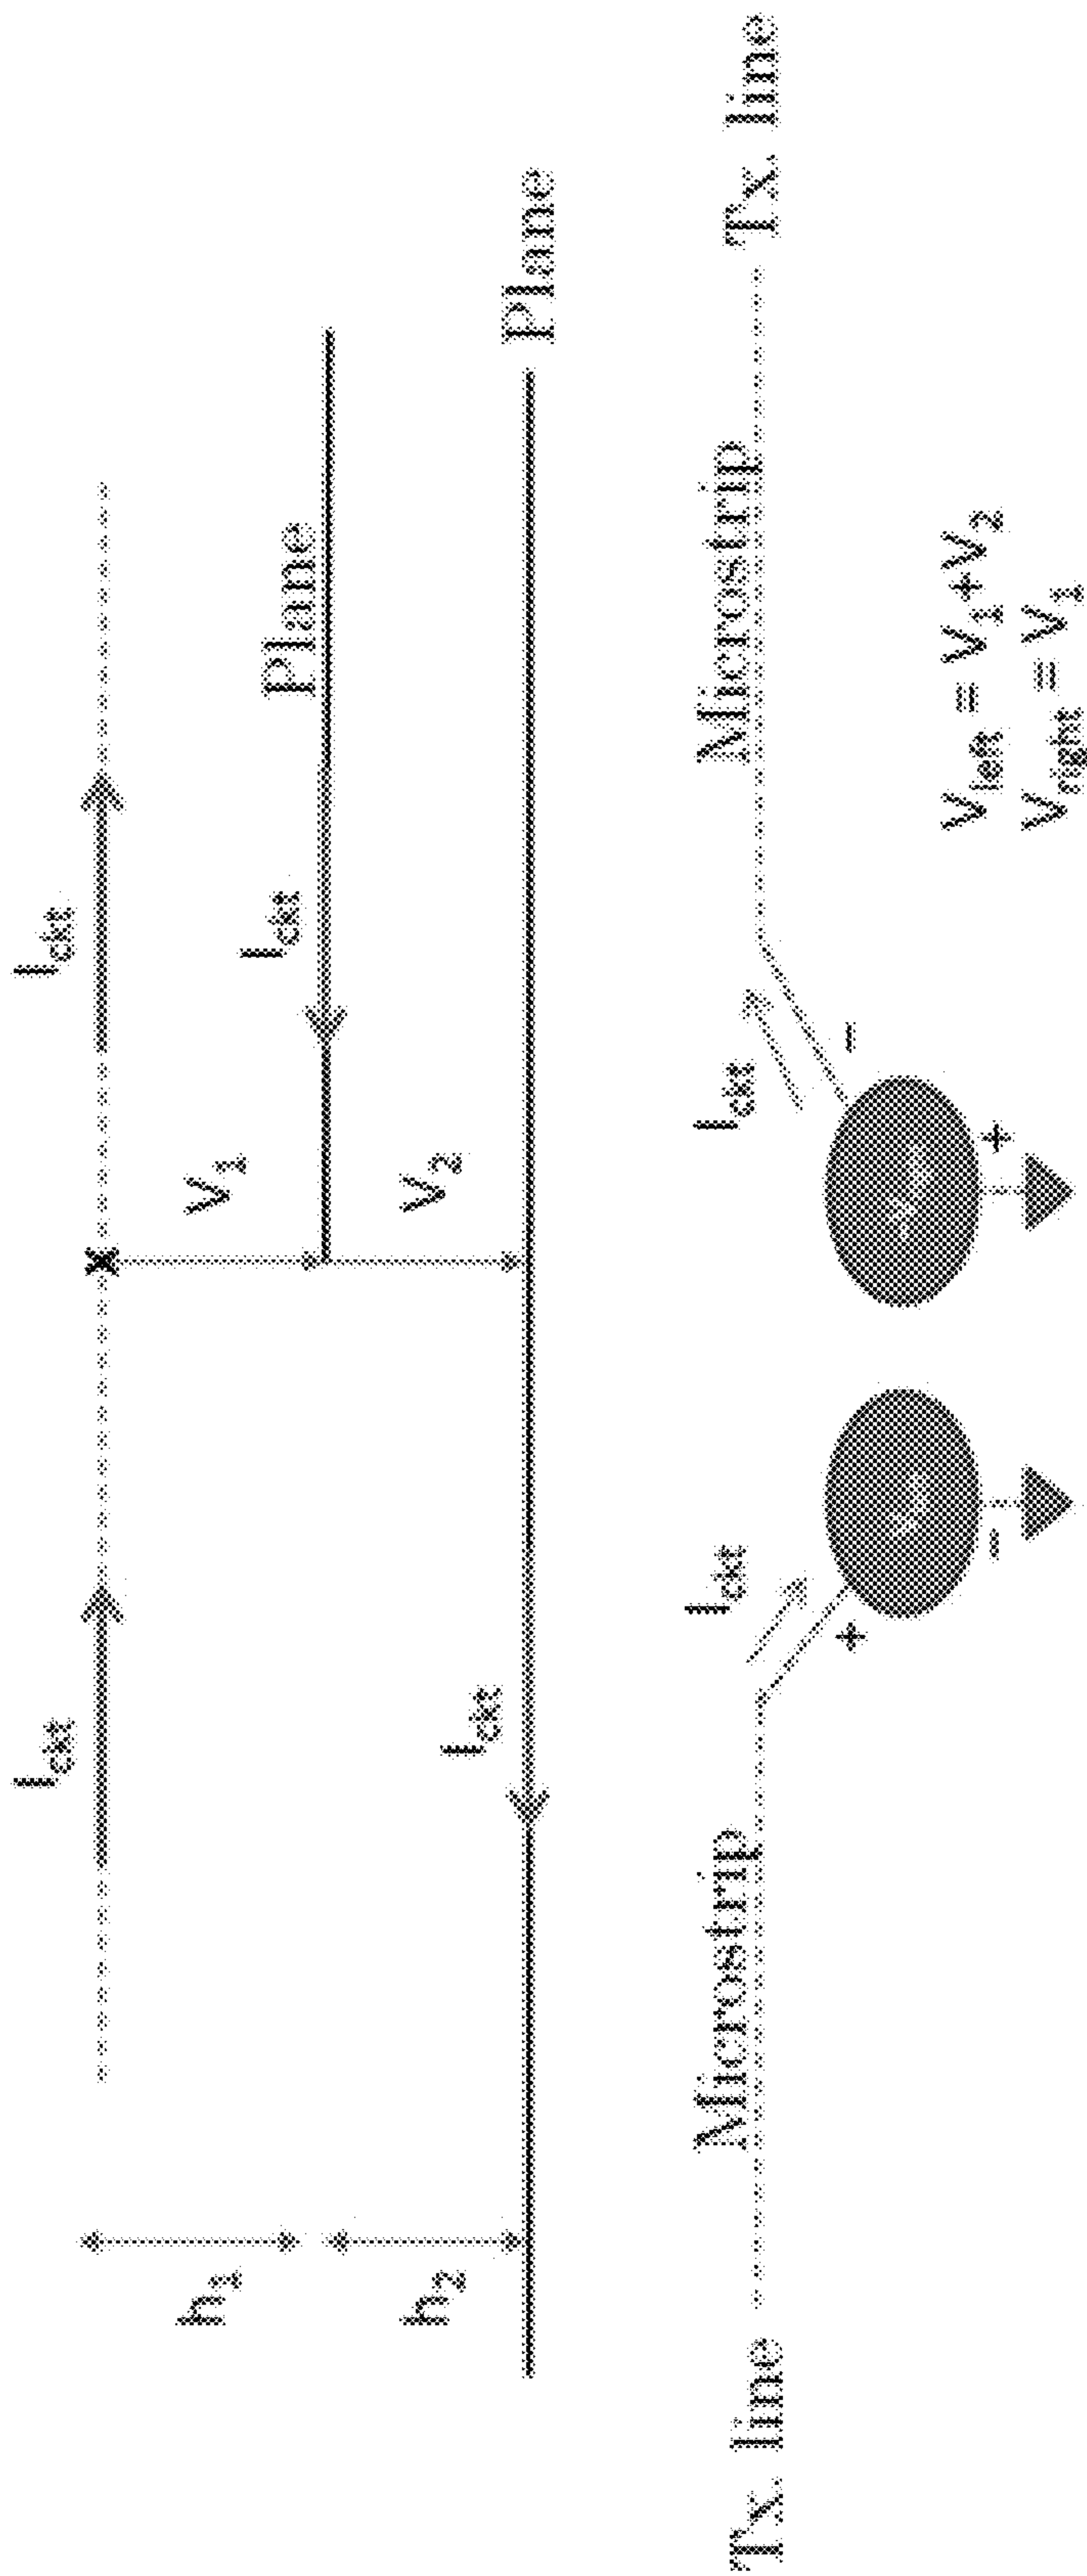 I_ckt I_ckt
h_1 V_1 I_ckt Plane
h_2 I_ckt V_2
Plane
Microstrip I_ckt I_ckt Microstrip
Tx. line Tx. line
+ −
− +
V_left = V_1+V_2
V_right = V_1